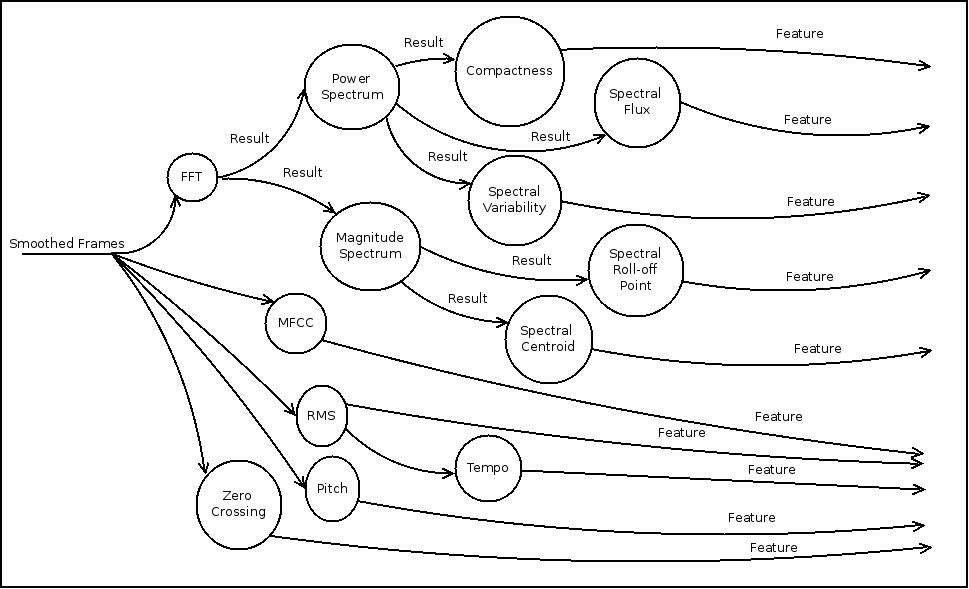 Feature
Result
Compactness
Power
Spectrum
Spectral
Flux
Feature
Result
Result
Result
FFT
Result
Spectral
Variability
Feature
Smoothed Frames
Magnitude
Spectrum
Result
Spectral
Roll-off
Point
Feature
Result
MFCC
Spectral
Centroid
Feature
Feature
RMS
Feature
Tempo
Feature
Pitch
Zero
Crossing
Feature
Feature